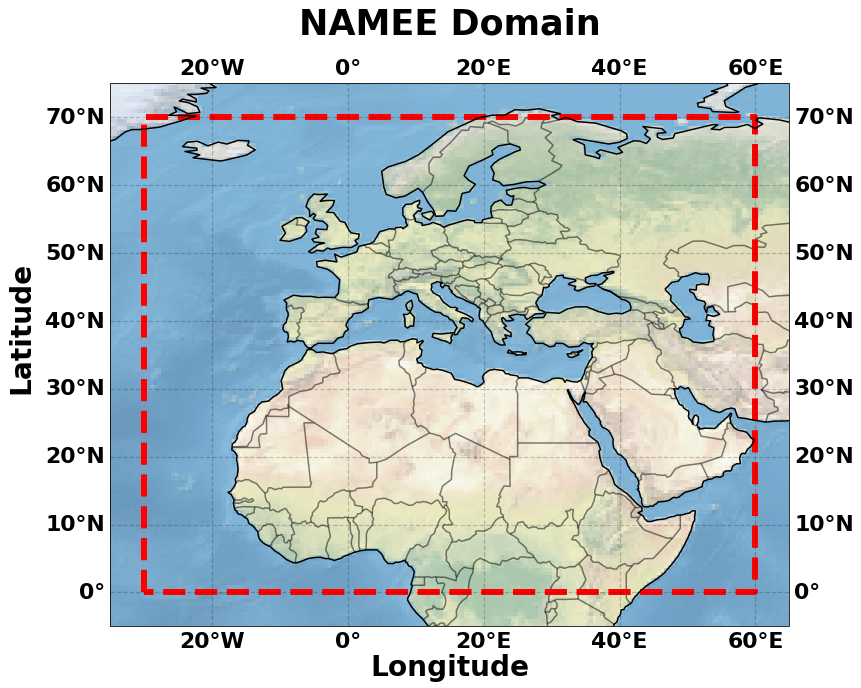 NAMEE Domain
20°W 0° 20°E 40°E 60°E
70°N 70°N
60°N 60°N
50°N 50°N
40°N 40°N
30°N 30°N
20°N 20°N
10°N 10°N
0° 0°
Latitude
20°W 0° 20°E 40°E 60°E
Longitude